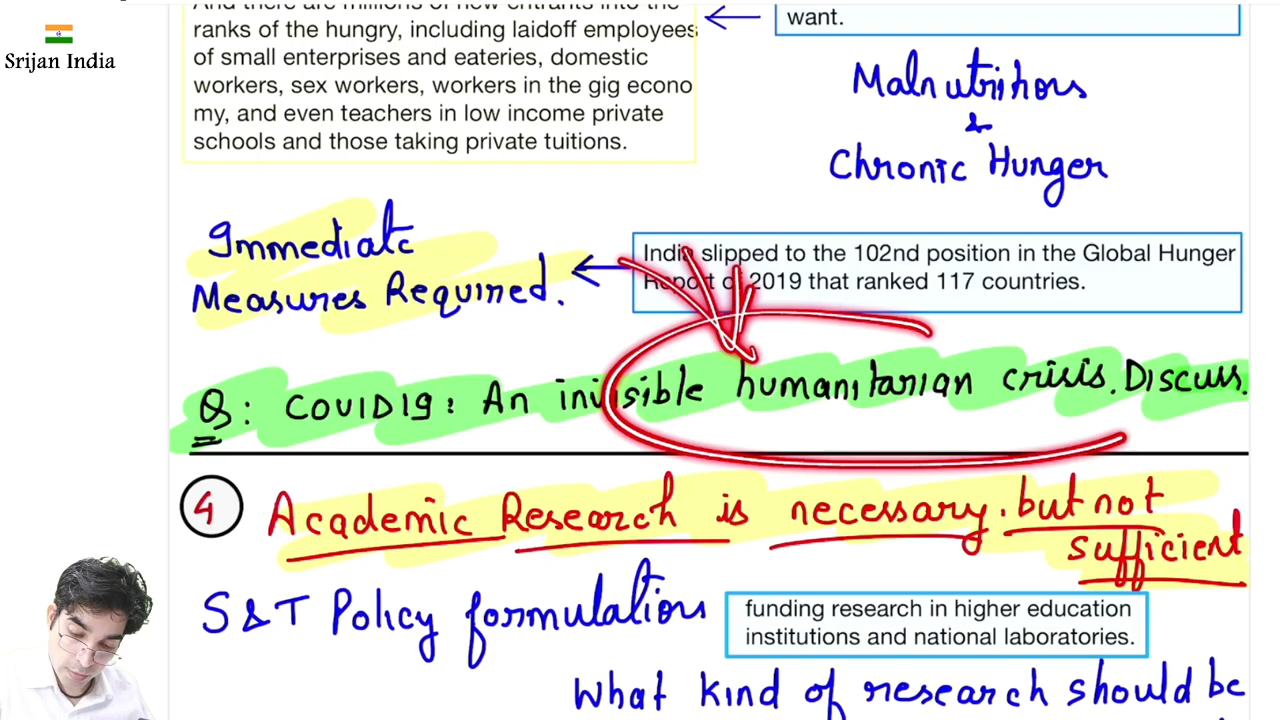 And there are millions of new entrants into the
ranks of the hungry, including laidoff employees
of small enterprises and eateries, domestic
workers, sex workers, workers in the gig econo
my, and even teachers in low income private
schools and those taking private tuitions.
want.
Srijan India
Malnutritions
&
Chronic Hunger
Immediate
Measures Required.
India slipped to the 102nd position in the Global Hunger
Report of 2019 that ranked 117 countries.
Q: COVID19: An invisible humanitarian crisis. Discuss.
4 Academic Research is necessary. but not
sufficient
S&T Policy formulations
funding research in higher education
institutions and national laboratories.
What kind of research should be